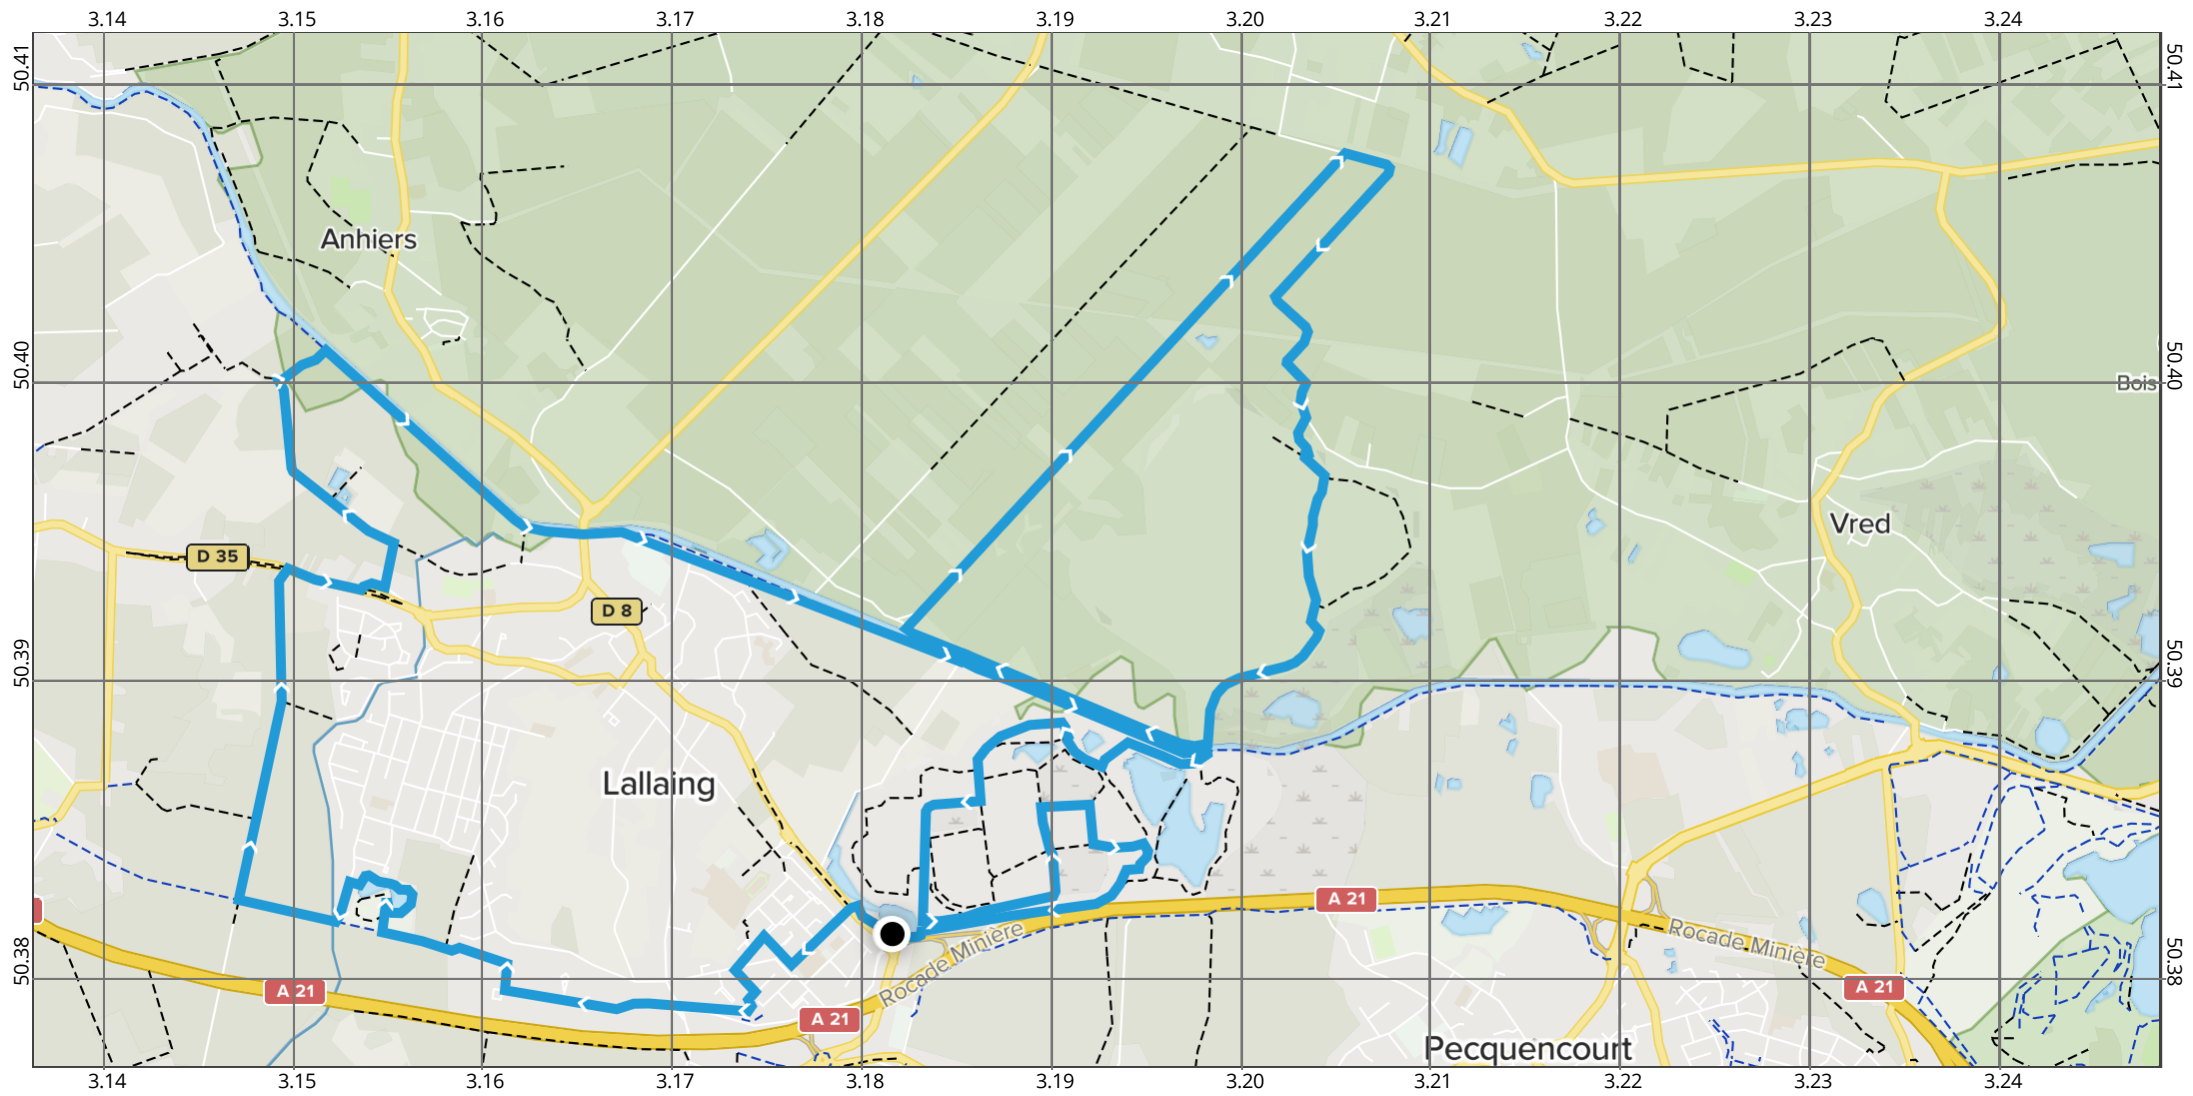 3.14 3.15 3.16 3.17 3.18 3.19 3.20 3.21 3.22 3.23 3.24
50.41 50.41
Anhiers
50.40 50.40
Bois
Vred
D 35
D 8
50.39 50.39
Lallaing
A 21
Rocade Minière
Rocade Minière
50.38 50.38
A 21
A 21
A 21
Pecquencourt
3.14 3.15 3.16 3.17 3.18 3.19 3.20 3.21 3.22 3.23 3.24